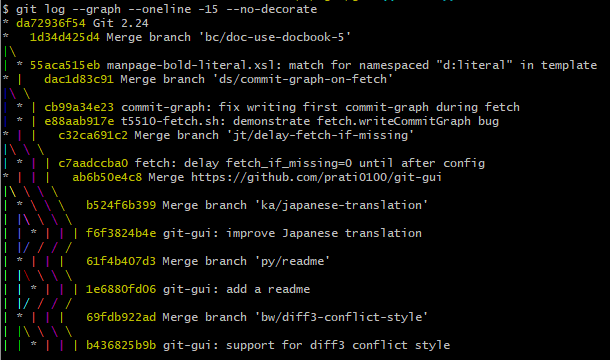 $ git log --graph --oneline -15 --no-decorate
* da72936f54 Git 2.24
*   1d34d425d4 Merge branch 'bc/doc-use-docbook-5'
|\
| * 55aca515eb manpage-bold-literal.xsl: match for namespaced "d:literal" in template
* |   dac1d83c91 Merge branch 'ds/commit-graph-on-fetch'
|\ \
| * | cb99a34e23 commit-graph: fix writing first commit-graph during fetch
| * | e88aab917e t5510-fetch.sh: demonstrate fetch.writeCommitGraph bug
* | |   c32ca691c2 Merge branch 'jt/delay-fetch-if-missing'
|\ \ \
| * | | c7aadccba0 fetch: delay fetch_if_missing=0 until after config
* | | |   ab6b50e4c8 Merge https://github.com/prati0100/git-gui
|\ \ \ \
| * \ \ \   b524f6b399 Merge branch 'ka/japanese-translation'
| |\ \ \ \
| | * | | | f6f3824b4e git-gui: improve Japanese translation
| |/ / / /
| * | | |   61f4b407d3 Merge branch 'py/readme'
| |\ \ \ \
| | * | | | 1e6880fd06 git-gui: add a readme
| |/ / / /
| * | | |   69fdb922ad Merge branch 'bw/diff3-conflict-style'
| |\ \ \ \
| | * | | | b436825b9b git-gui: support for diff3 conflict style